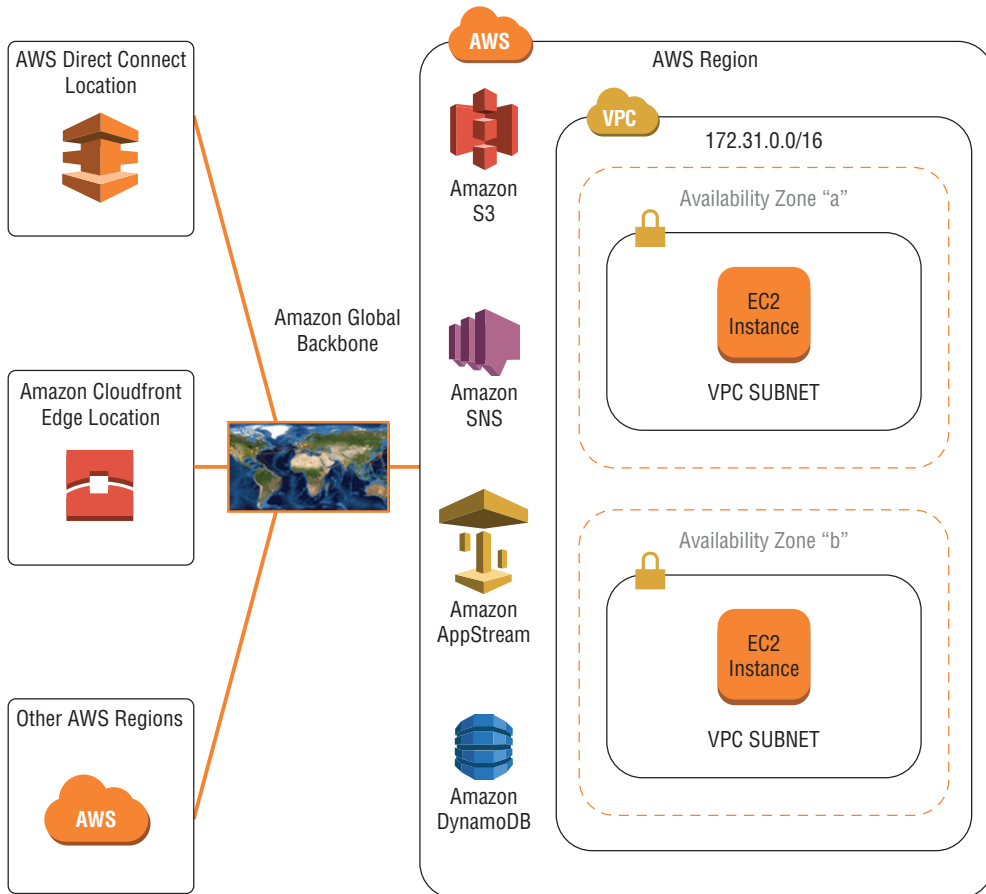 AWS Direct Connect
Location
Amazon Cloudfront
Edge Location
Other AWS Regions
AWS
Amazon Global
Backbone
AWS
AWS Region
Amazon
S3
Amazon
SNS
Amazon
AppStream
Amazon
DynamoDB
VPC
172.31.0.0/16
Availability Zone “a”
EC2
Instance
VPC SUBNET
Availability Zone “b”
EC2
Instance
VPC SUBNET